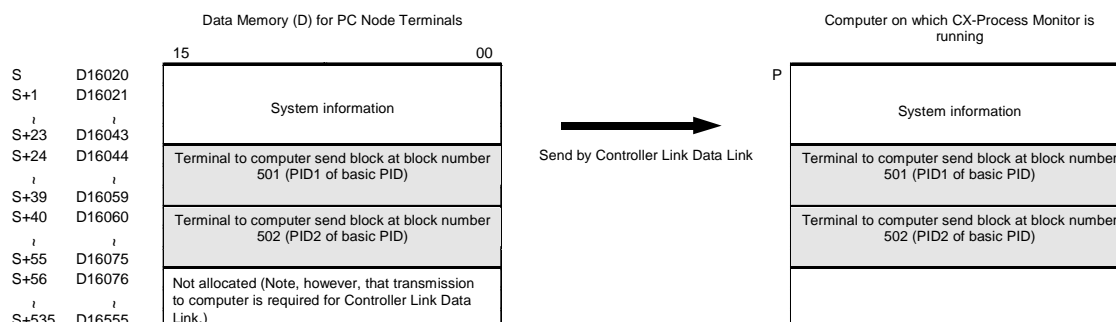 Data Memory (D) for PC Node Terminals
Computer on which CX-Process Monitor is
running
15 00
S D16020
S+1 D16021
≀ ≀
S+23 D16043
S+24 D16044
≀ ≀
S+39 D16059
S+40 D16060
≀ ≀
S+55 D16075
S+56 D16076
≀ ≀
S+535 D16555
System information
Terminal to computer send block at block number
501 (PID1 of basic PID)
Terminal to computer send block at block number
502 (PID2 of basic PID)
Not allocated (Note, however, that transmission
to computer is required for Controller Link Data
Link.)
Send by Controller Link Data Link
P
System information
Terminal to computer send block at block number
501 (PID1 of basic PID)
Terminal to computer send block at block number
502 (PID2 of basic PID)